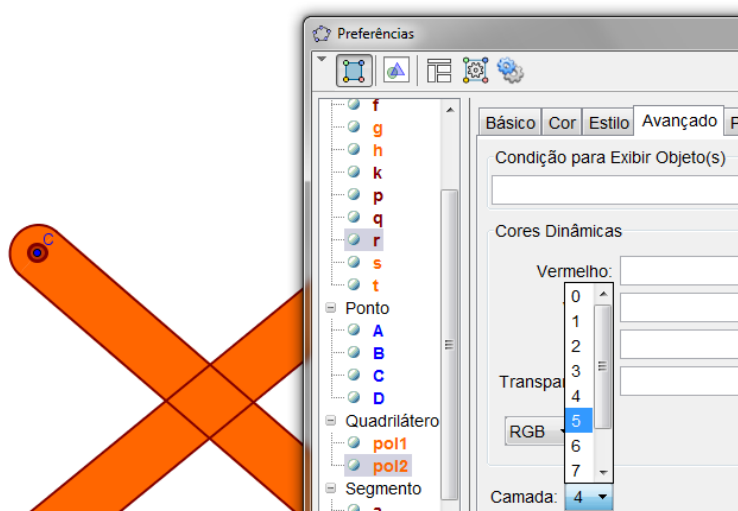 Preferências
f
g
h
k
p
q
r
s
t
Ponto
A
B
C
D
Quadrilátero
pol1
pol2
Segmento
Básico Cor Estilo Avançado
Condição para Exibir Objeto(s)
Cores Dinâmicas
Vermelho:
0
1
2
3
4
5
6
7
Transpa
RGB
Camada: 4
C